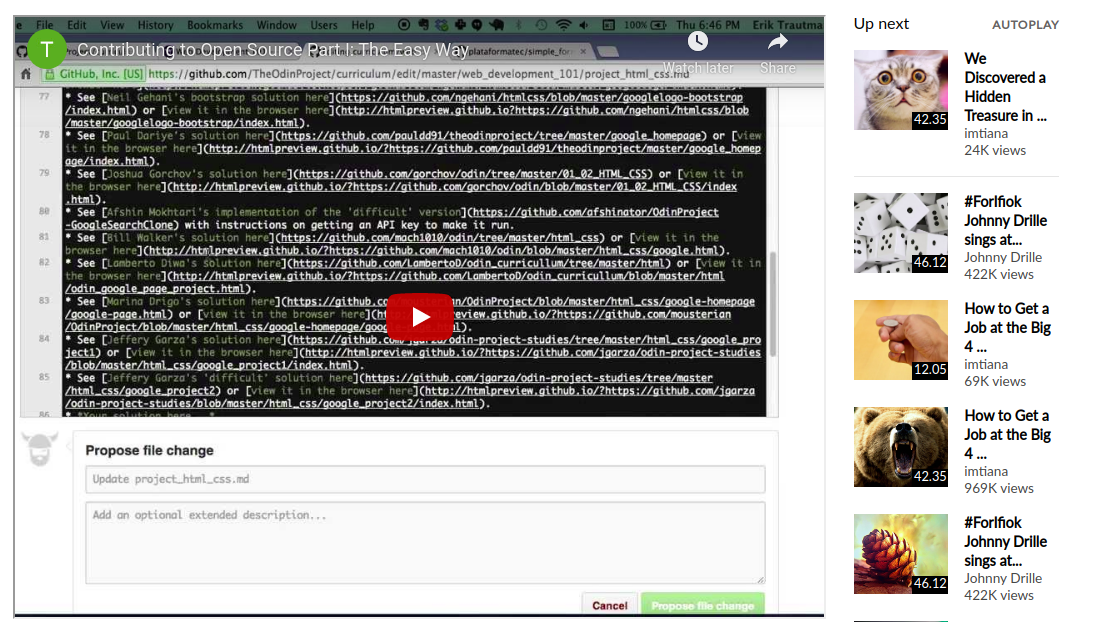 e File Edit View History Bookmarks Window Users Help 100% Thu 6:46 PM Erik Trautma
T Contributing to Open Source Part I: The Easy Way
plataformatec/simple_for
Watch later Share
GitHub, Inc. [US] https://github.com/TheOdinProject/curriculum/edit/master/web_development_101/project_html_css.md
77 * See [Neil Gehani's bootstrap solution here](https://github.com/ngehani/htmlcss/blob/master/googlelogo-bootstrap
/index.html) or [view it in the browser here](http://htmlpreview.github.io?https://github.com/ngehani/htmlcss/blob
/master/googlelogo-bootstrap/index.html).
78 * See [Paul Dariye's solution here](https://github.com/pauldd91/theodinproject/tree/master/google_homepage) or [view
it in the browser here](http://htmlpreview.github.io/?https://github.com/pauldd91/theodinproject/master/google_homep
age/index.html).
79 * See [Joshua Gorchov's solution here](https://github.com/gorchov/odin/tree/master/01_02_HTML_CSS) or [view it in
the browser here](http://htmlpreview.github.io/?https://github.com/gorchov/odin/blob/master/01_02_HTML_CSS/index
.html).
80 * See [Afshin Mokhtari's implementation of the 'difficult' version](https://github.com/afshinator/OdinProject
-GoogleSearchClone) with instructions on getting an API key to make it run.
81 * See [Bill Walker's solution here](https://github.com/mach1010/odin/tree/master/html_css) or [view it in the
browser here](http://htmlpreview.github.io/?https://github.com/mach1010/odin/blob/master/html_css/google.html).
82 * See [Lamberto Diwa's solution here](https://github.com/LambertoD/odin_curricullum/tree/master/html) or [view it in
the browser here](http://htmlpreview.github.io/?https://github.com/LambertoD/odin_curricullum/blob/master/html
/odin_google_page_project.html).
83 * See [Marina Drigo's solution here](https://github.com/mousterian/OdinProject/blob/master/html_css/google-homepage
/google-page.html) or [view it in the browser here](http://htmlpreview.github.io/?https://github.com/mousterian
/OdinProject/blob/master/html_css/google-homepage/google-page.html).
84 * See [Jeffery Garza's solution here](https://github.com/jgarza/odin-project-studies/tree/master/html_css/google_pro
ject1) or [view it in the browser here](http://htmlpreview.github.io/?https://github.com/jgarza/odin-project-studies
/blob/master/html_css/google_project1/index.html).
85 * See [Jeffery Garza's 'difficult' solution here](https://github.com/jgarza/odin-project-studies/tree/master
/html_css/google_project2) or [view it in the browser here](http://htmlpreview.github.io/?https://github.com/jgarza
/odin-project-studies/blob/master/html_css/google_project2/index.html).
86 * *Your solution here...*
Propose file change
Update project_html_css.md
Add an optional extended description...
Cancel Propose file change
Up next AUTOPLAY
We
Discovered a
Hidden
Treasure in ...
imtiana
24K views
42.35
#Forlfiok
Johnny Drille
sings at...
Johnny Drille
422K views
46.12
How to Get a
Job at the Big
4 ...
imtiana
69K views
12.05
How to Get a
Job at the Big
4 ...
imtiana
969K views
42.35
#Forlfiok
Johnny Drille
sings at...
Johnny Drille
422K views
46.12